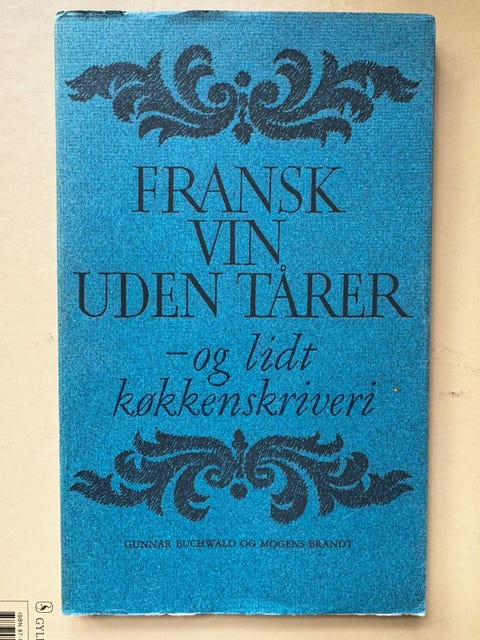 FRANSK
VIN
UDEN TÅRER
– og lidt
køkkenskriveri
GUNNAR BUCHWALD OG MOGENS BRANDT